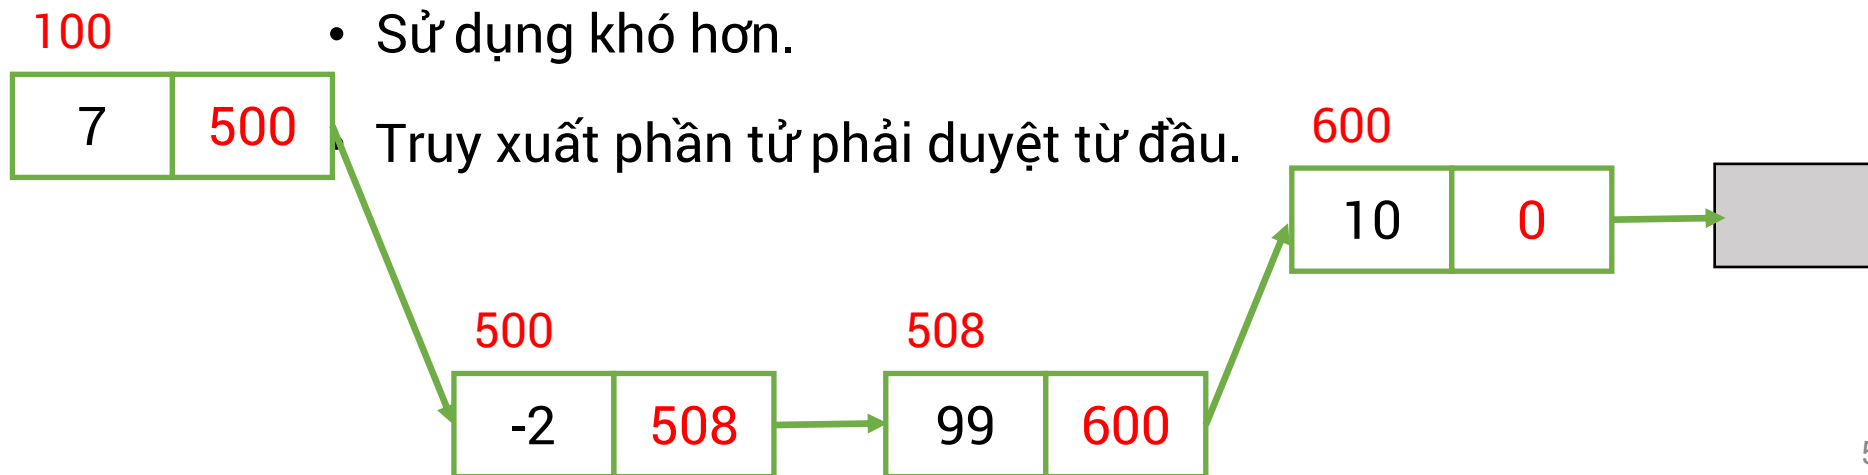 100
• Sử dụng khó hơn.
7 500
• Truy xuất phần tử phải duyệt từ đầu.
600
10 0
500 508
-2 508 99 600